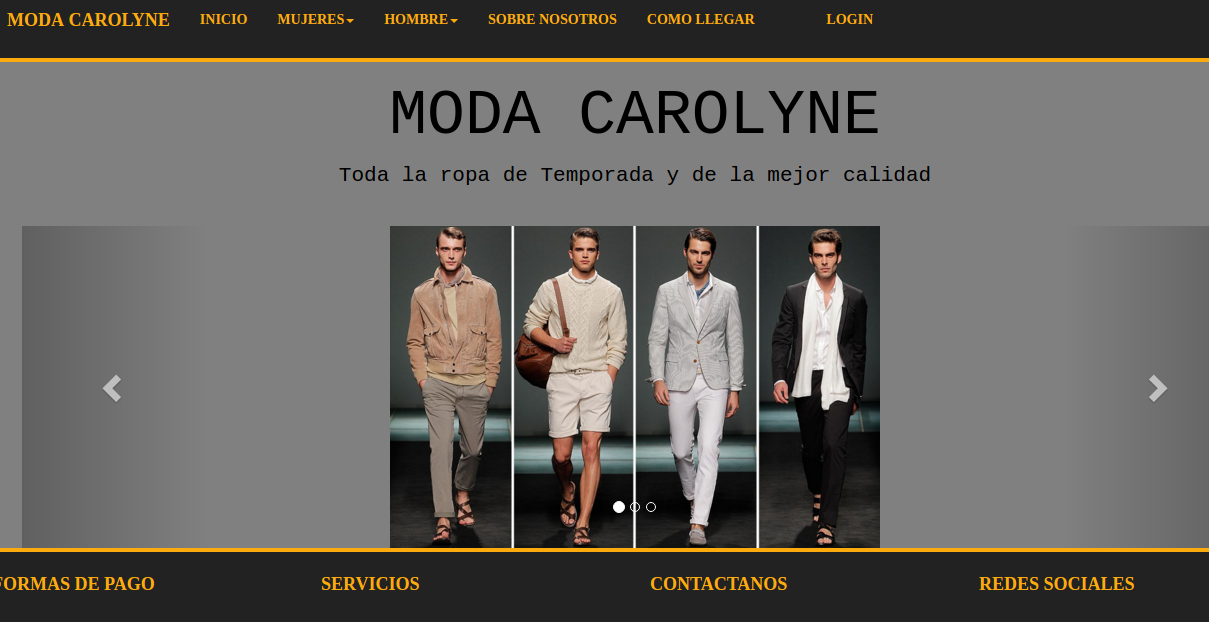 MODA CAROLYNE INICIO MUJERES HOMBRE SOBRE NOSOTROS COMO LLEGAR LOGIN
MODA CAROLYNE
Toda la ropa de Temporada y de la mejor calidad
FORMAS DE PAGO SERVICIOS CONTACTANOS REDES SOCIALES